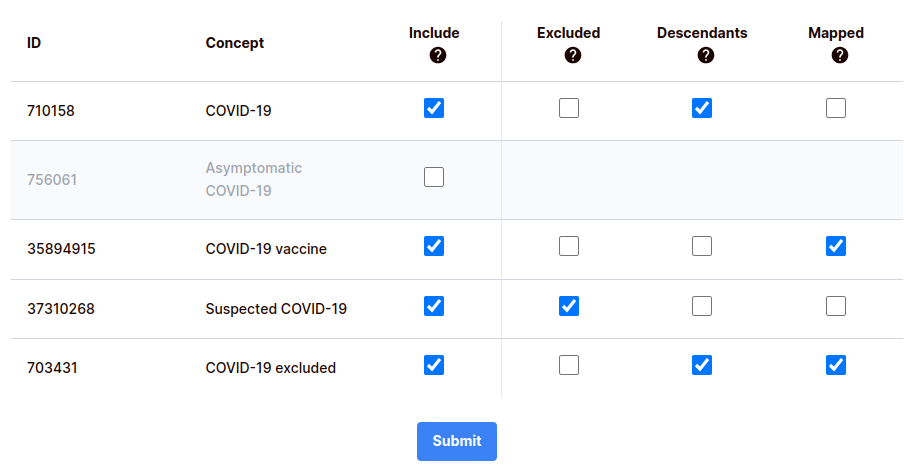 ID Concept Include Excluded Descendants Mapped
? ? ? ? 
710158 COVID-19
756061 Asymptomatic
COVID-19
35894915 COVID-19 vaccine
37310268 Suspected COVID-19
703431 COVID-19 excluded
Submit